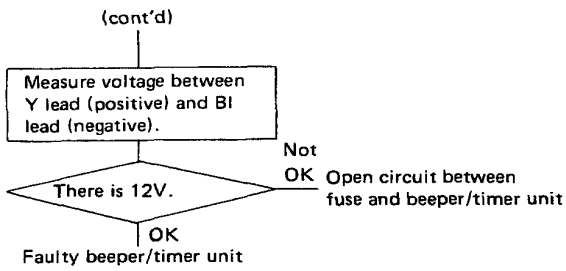 (cont'd)
Measure voltage between
Y lead (positive) and Bl
lead (negative).
There is 12V.
Not
OK
Open circuit between
fuse and beeper/timer unit
OK
Faulty beeper/timer unit